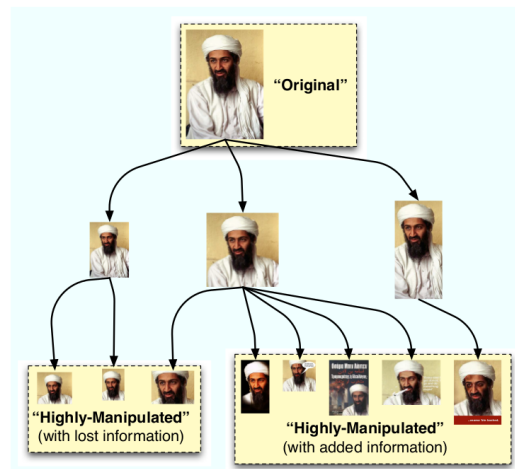 “Original”
“Highly-Manipulated”
(with lost information)
“Highly-Manipulated”
(with added information)